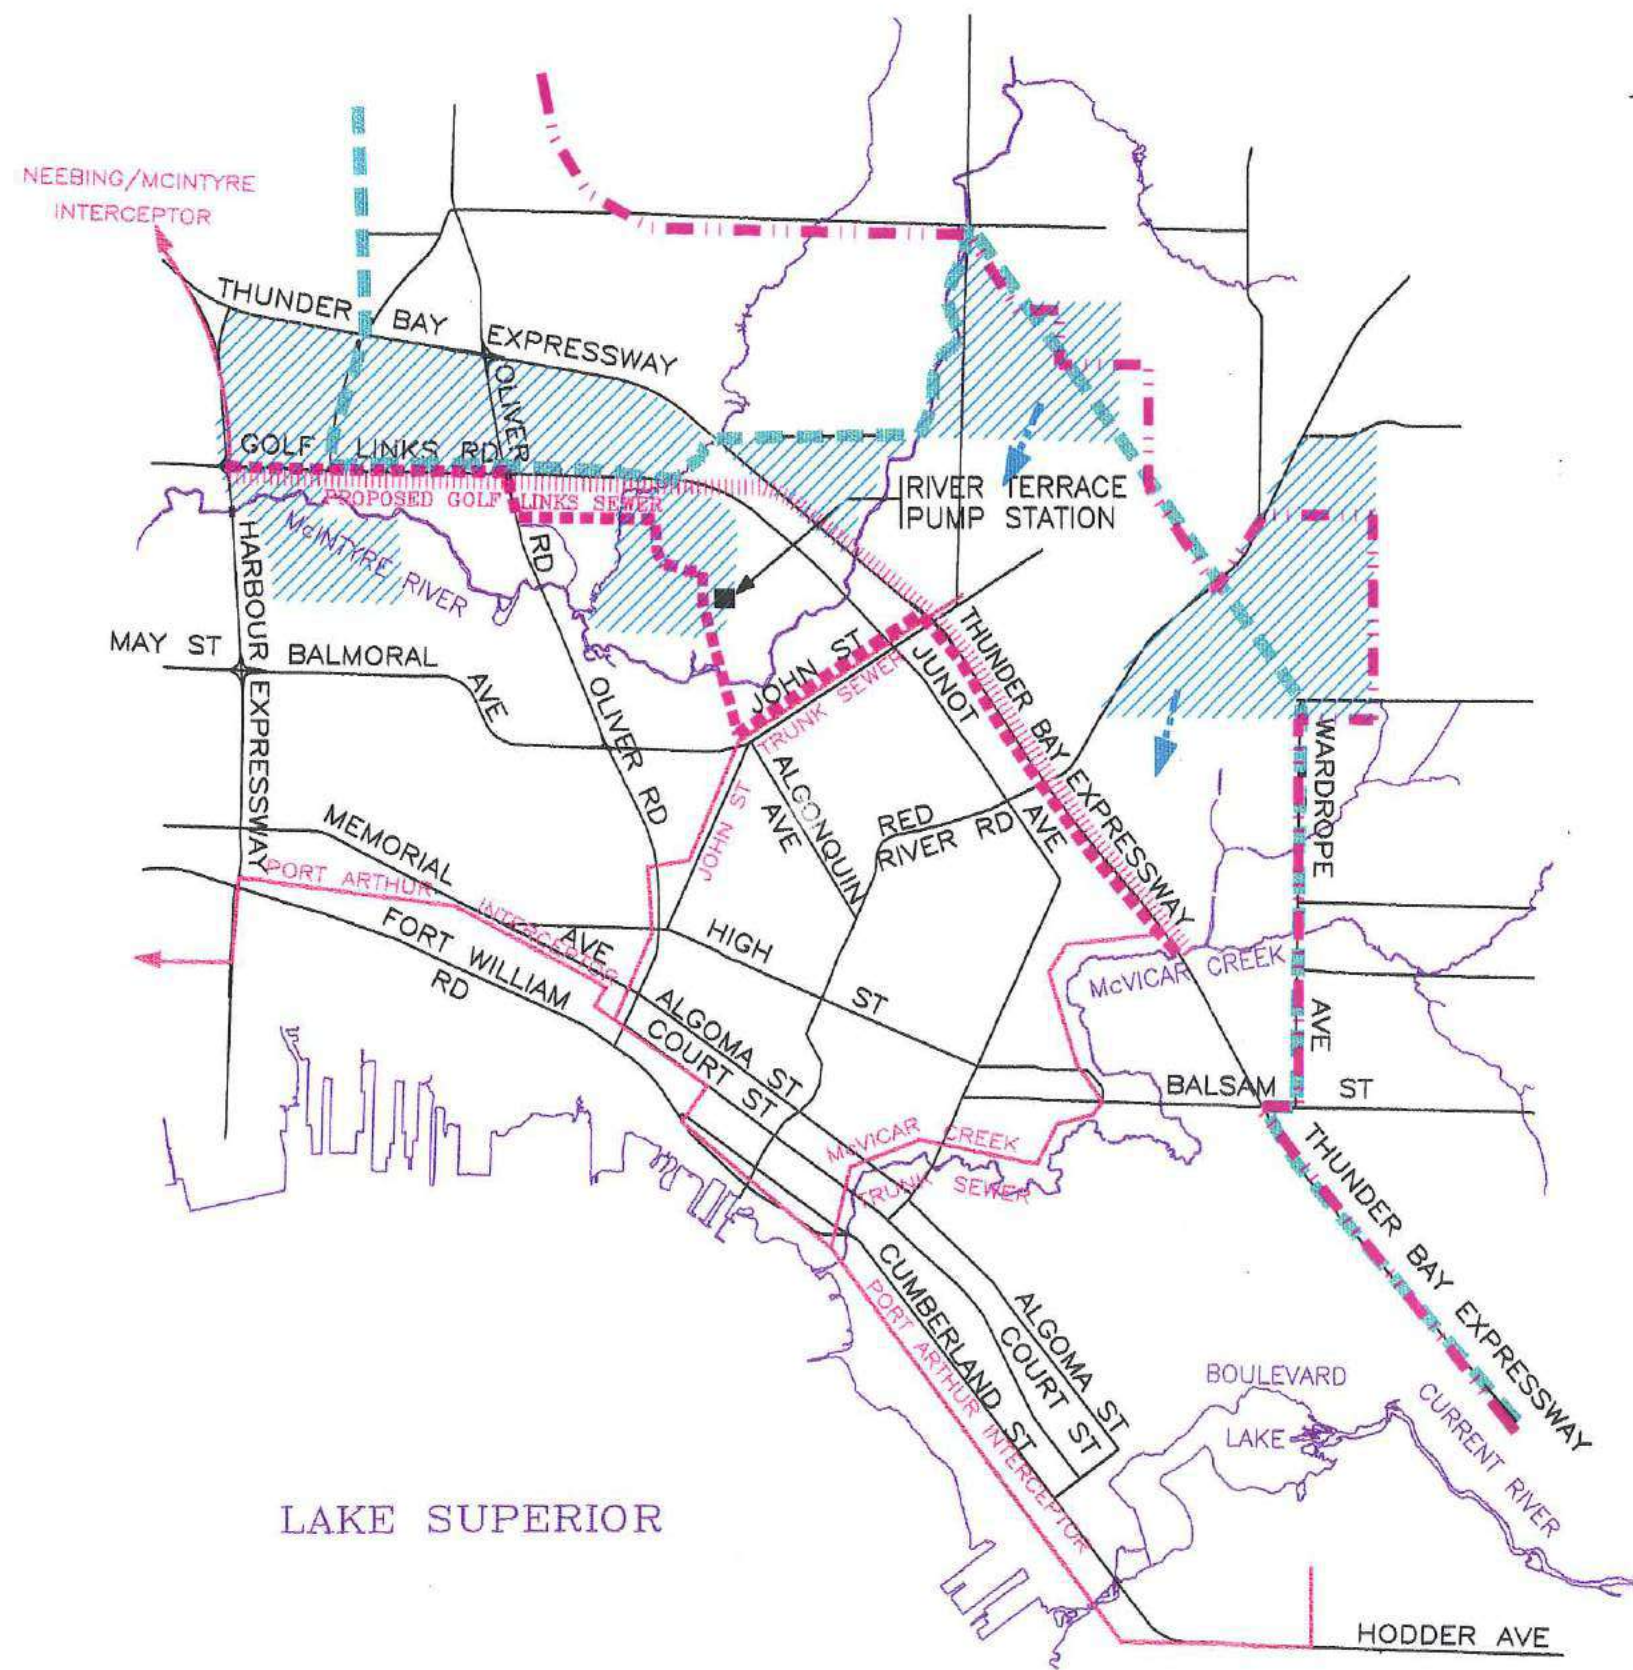 NEEBING/MCINTYRE
INTERCEPTOR
THUNDER BAY EXPRESSWAY
OLIVER
RD
GOLF LINKS RD
PROPOSED GOLF LINKS SEWER
RIVER TERRACE
PUMP STATION
McINTYRE RIVER
HARBOUR EXPRESSWAY
MAY ST
BALMORAL
AVE
OLIVER RD
JOHN ST
TRUNK SEWER
JUNOT
AVE
THUNDER BAY EXPRESSWAY
WARDROPE
AVE
ALGONQUIN
AVE
JOHN ST
RED
RIVER RD
MEMORIAL
AVE
PORT ARTHUR
INTERCEPTOR
FORT WILLIAM
RD
HIGH
ST
McVICAR CREEK
ALGOMA ST
COURT ST
BALSAM ST
McVICAR CREEK
TRUNK SEWER
THUNDER BAY EXPRESSWAY
CUMBERLAND ST
PORT ARTHUR INTERCEPTOR
ALGOMA ST
COURT ST
BOULEVARD
LAKE
CURRENT RIVER
LAKE SUPERIOR
HODDER AVE